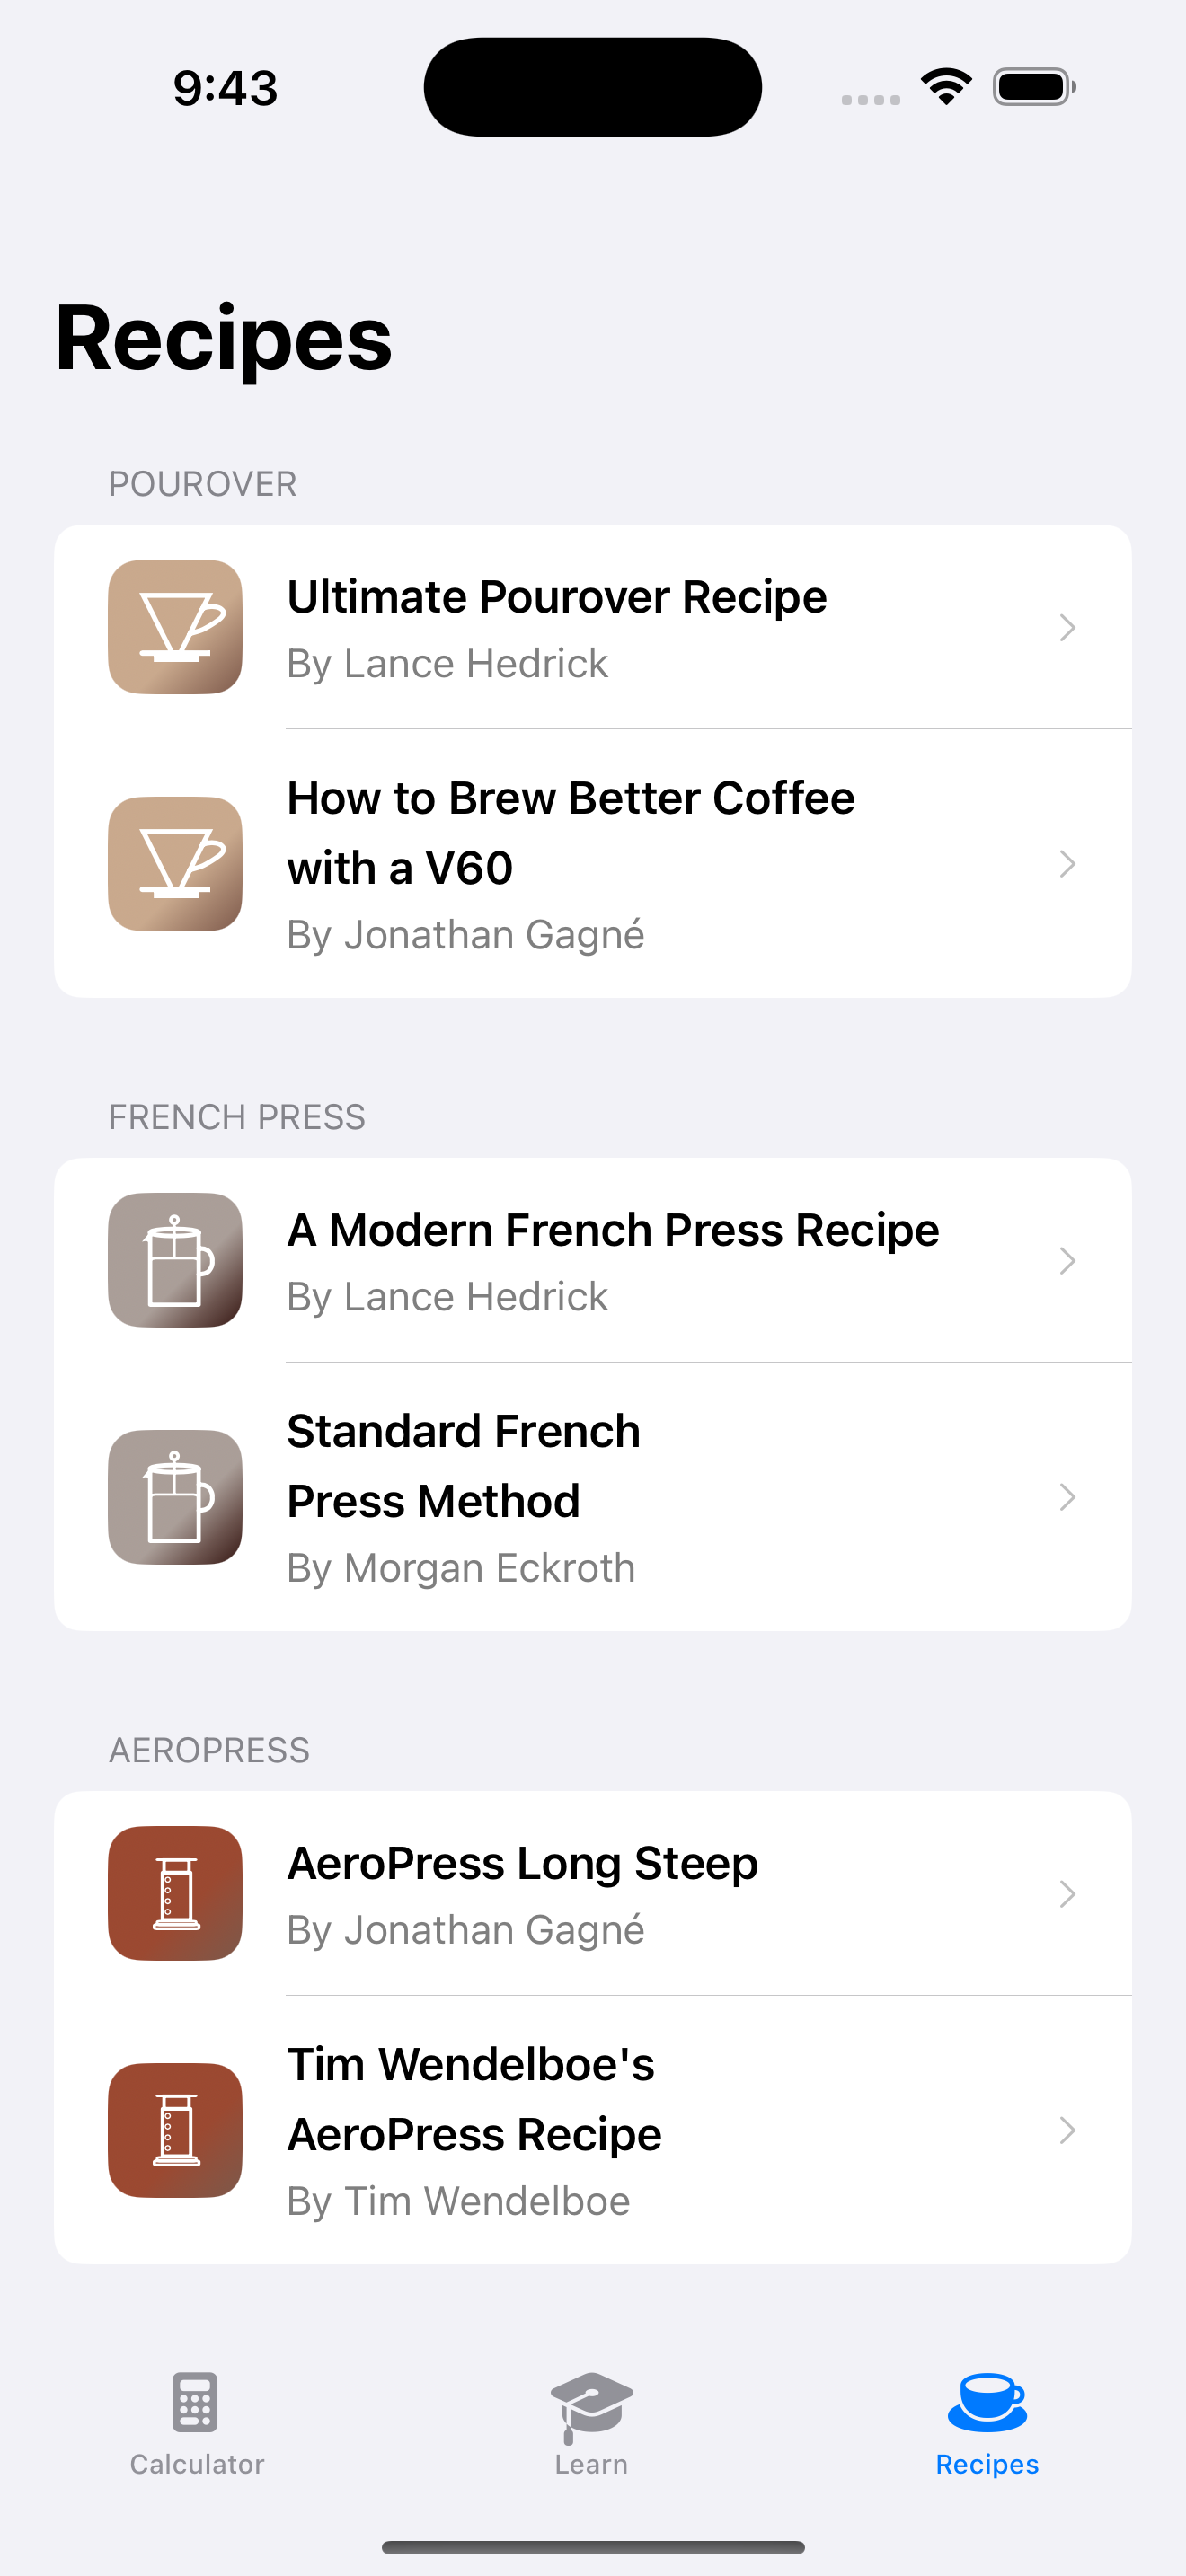 9:43
Recipes
POUROVER
Ultimate Pourover Recipe
By Lance Hedrick
How to Brew Better Coffee
with a V60
By Jonathan Gagné
FRENCH PRESS
A Modern French Press Recipe
By Lance Hedrick
Standard French
Press Method
By Morgan Eckroth
AEROPRESS
AeroPress Long Steep
By Jonathan Gagné
Tim Wendelboe's
AeroPress Recipe
By Tim Wendelboe
Calculator
Learn
Recipes